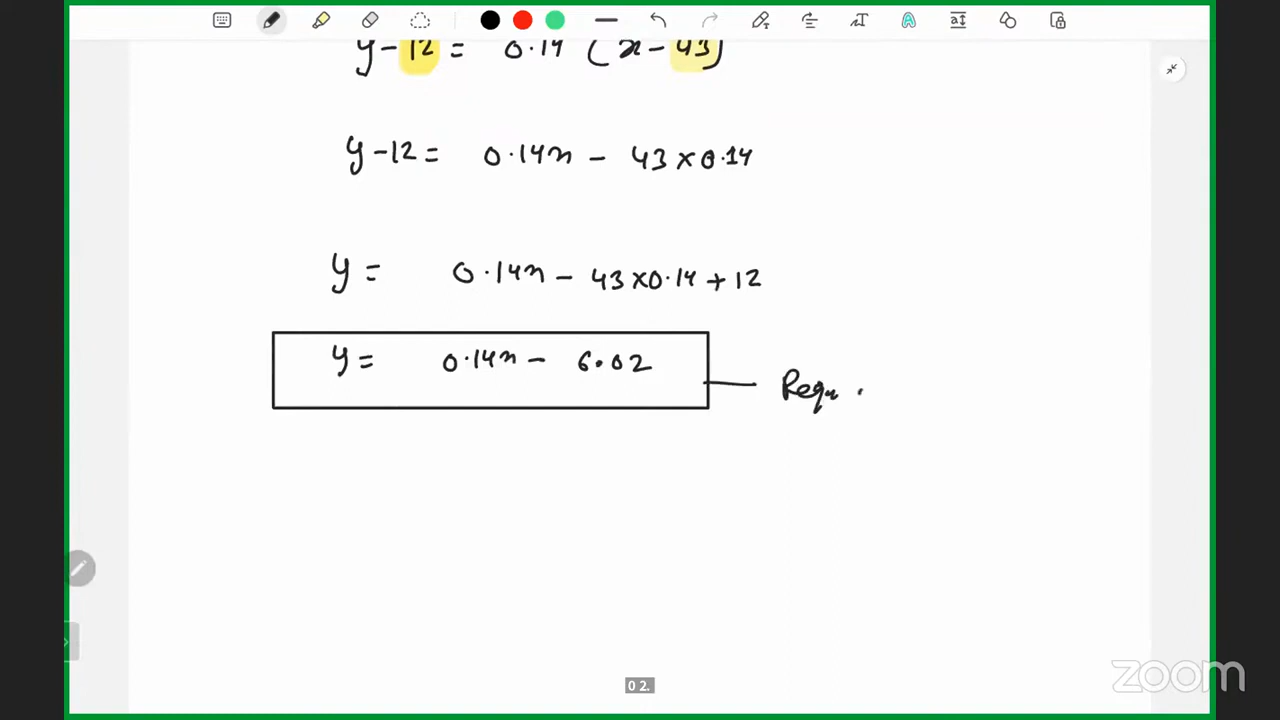 y-12 = 0.14 (x - 43)
y-12 = 0.14x - 43×0.14
y = 0.14x - 43×0.14 + 12
y = 0.14x - 6.02
Requ .
02.
zoom